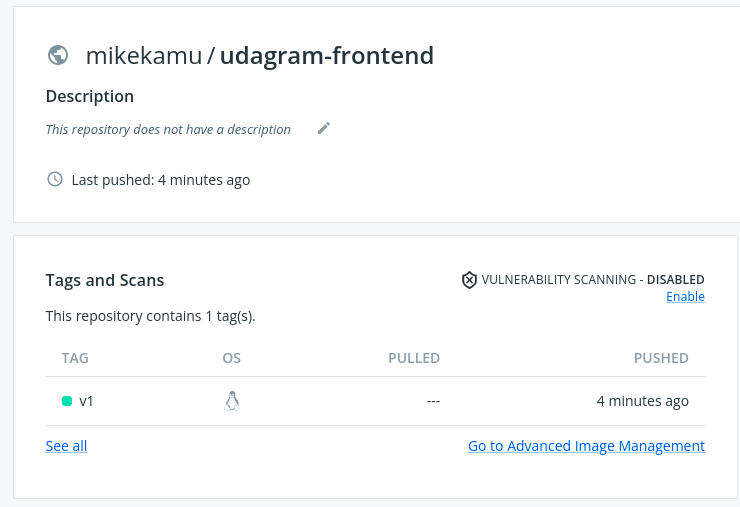 mikekamu / udagram-frontend
Description
This repository does not have a description
Last pushed: 4 minutes ago
Tags and Scans
VULNERABILITY SCANNING - DISABLED
Enable
This repository contains 1 tag(s).
TAG OS PULLED PUSHED
v1 --- 4 minutes ago
See all Go to Advanced Image Management